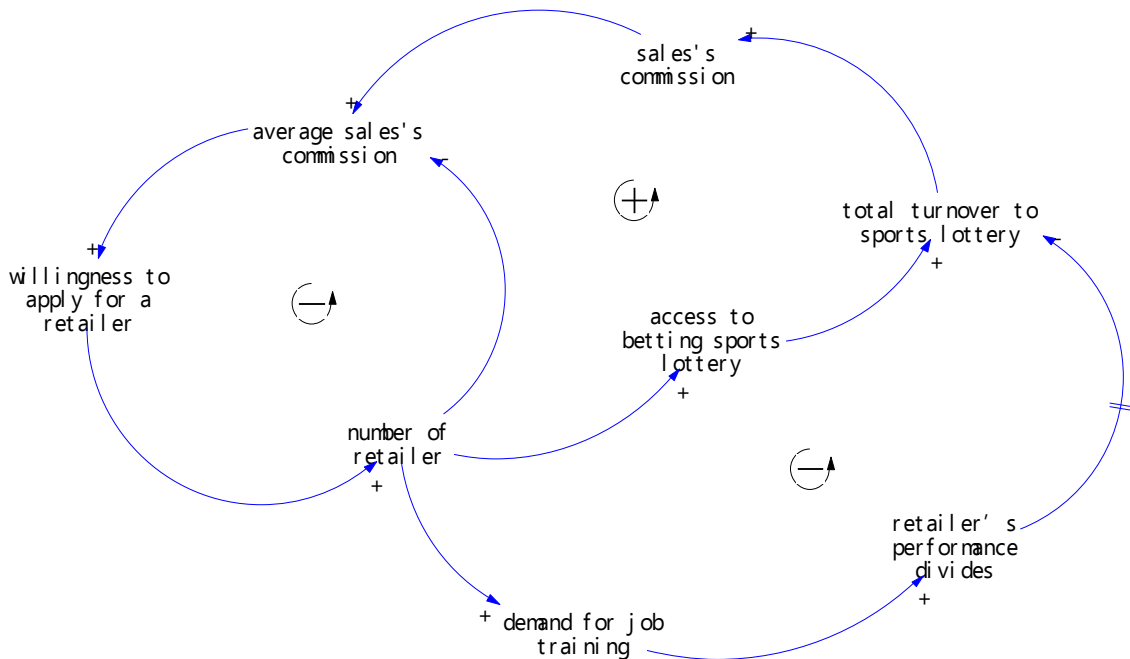 sales's
commission
+
+
average sales's
commission
-
+
willingness to
apply for a
retailer
+
total turnover to
sports lottery
-
+
−
access to
betting sports
lottery
+
number of
retailer
+
−
retailer's
performance
divides
+
+
demand for job
training